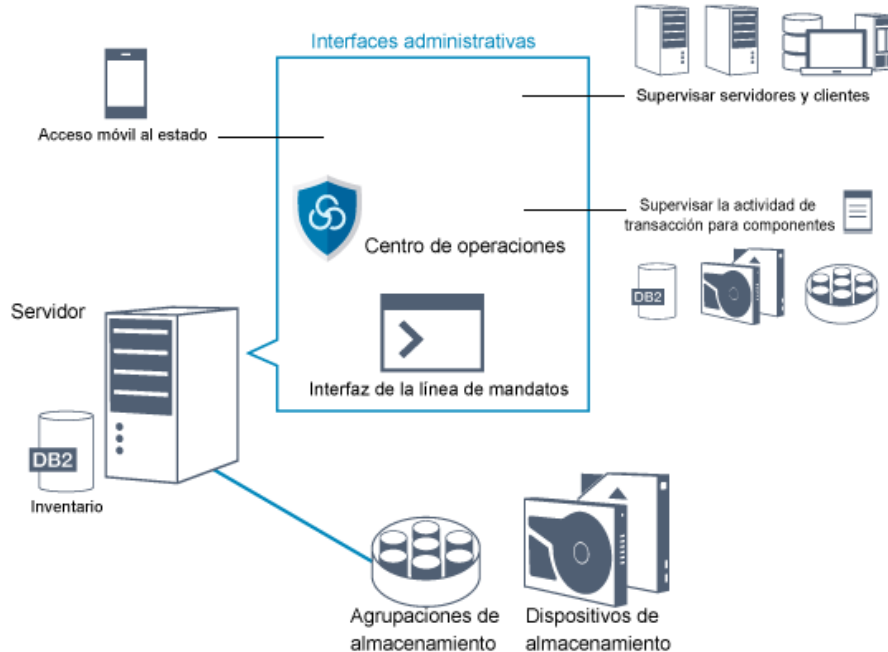 Interfaces administrativas
Supervisar servidores y clientes
Acceso móvil al estado
Supervisar la actividad de
transacción para componentes
Centro de operaciones
DB2
Servidor
Interfaz de la línea de mandatos
DB2
Inventario
Agrupaciones de
almacenamiento
Dispositivos de
almacenamiento